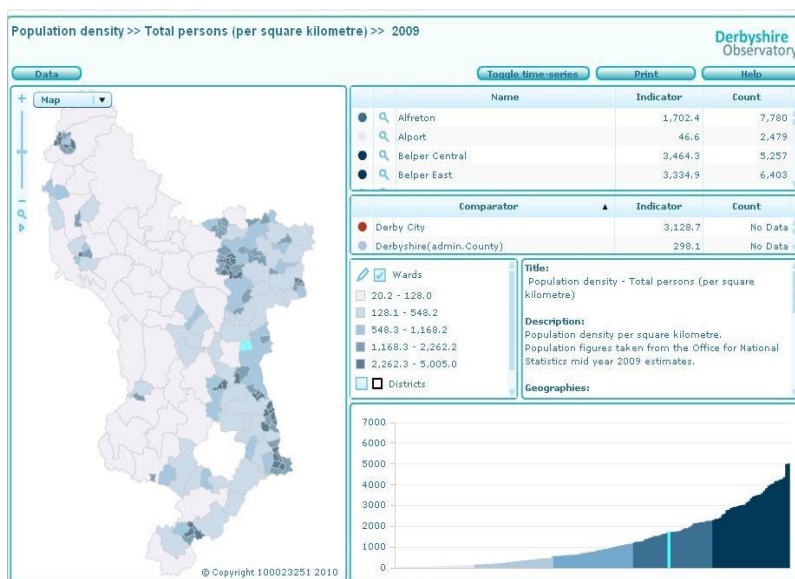 Population density >> Total persons (per square kilometre) >> 2009
Derbyshire
Observatory
Data
Toggle time-series
Print
Help
Map
Name Indicator Count
Alfreton 1,702.4 7,780
Alport 46.6 2,479
Belper Central 3,464.3 5,257
Belper East 3,334.9 6,403
Comparator Indicator Count
Derby City 3,128.7 No Data
Derbyshire(admin.County) 298.1 No Data
Wards
20.2 - 128.0
128.1 - 548.2
548.3 - 1,168.2
1,168.3 - 2,262.2
2,262.3 - 5,005.0
Districts
Title:
Population density - Total persons (per square
kilometre)
Description:
Population density per square kilometre.
Population figures taken from the Office for National
Statistics mid year 2009 estimates.
Geographies:
7000
6000
5000
4000
3000
2000
1000
0
© Copyright 100023251 2010